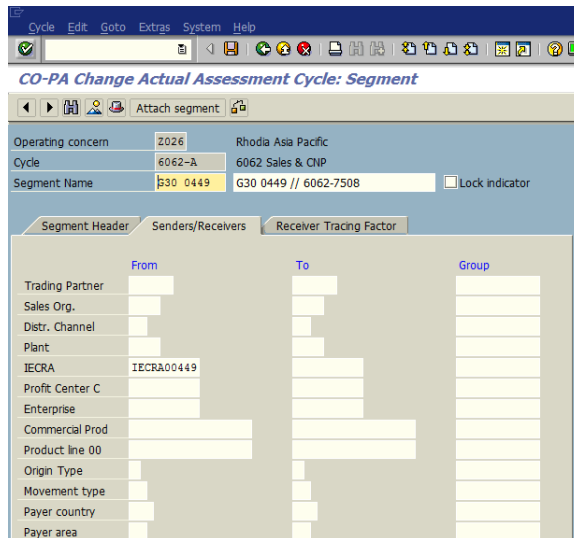 Cycle Edit Goto Extras System Help
CO-PA Change Actual Assessment Cycle: Segment
Attach segment
Operating concern 2026 Rhodia Asia Pacific
Cycle 6062-A 6062 Sales & CNP
Segment Name G30 0449 G30 0449 // 6062-7508 Lock indicator
Segment Header Senders/Receivers Receiver Tracing Factor
From To Group
Trading Partner
Sales Org.
Distr. Channel
Plant
IECRA IECRA00449
Profit Center C
Enterprise
Commercial Prod
Product line 00
Origin Type
Movement type
Payer country
Payer area